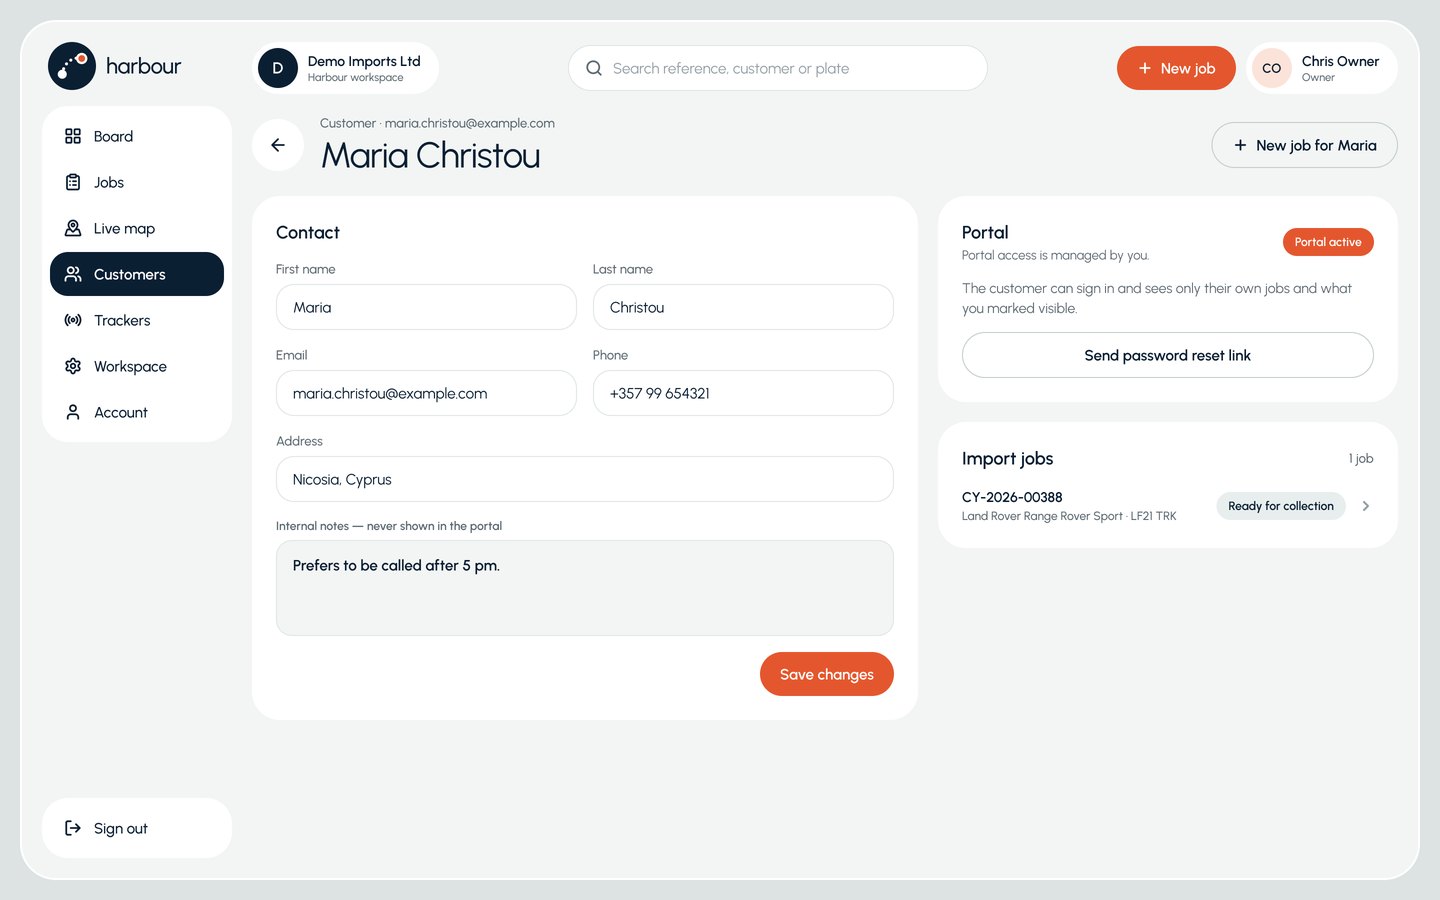 harbour
D
Demo Imports Ltd
Harbour workspace
Search reference, customer or plate
+ New job
CO
Chris Owner
Owner
Board
Jobs
Live map
Customers
Trackers
Workspace
Account
Sign out
Customer · maria.christou@example.com
Maria Christou
+ New job for Maria
Contact
First name
Last name
Maria
Christou
Email
Phone
maria.christou@example.com
+357 99 654321
Address
Nicosia, Cyprus
Internal notes — never shown in the portal
Prefers to be called after 5 pm.
Save changes
Portal
Portal access is managed by you.
Portal active
The customer can sign in and sees only their own jobs and what
you marked visible.
Send password reset link
Import jobs
1 job
CY-2026-00388
Land Rover Range Rover Sport · LF21 TRK
Ready for collection